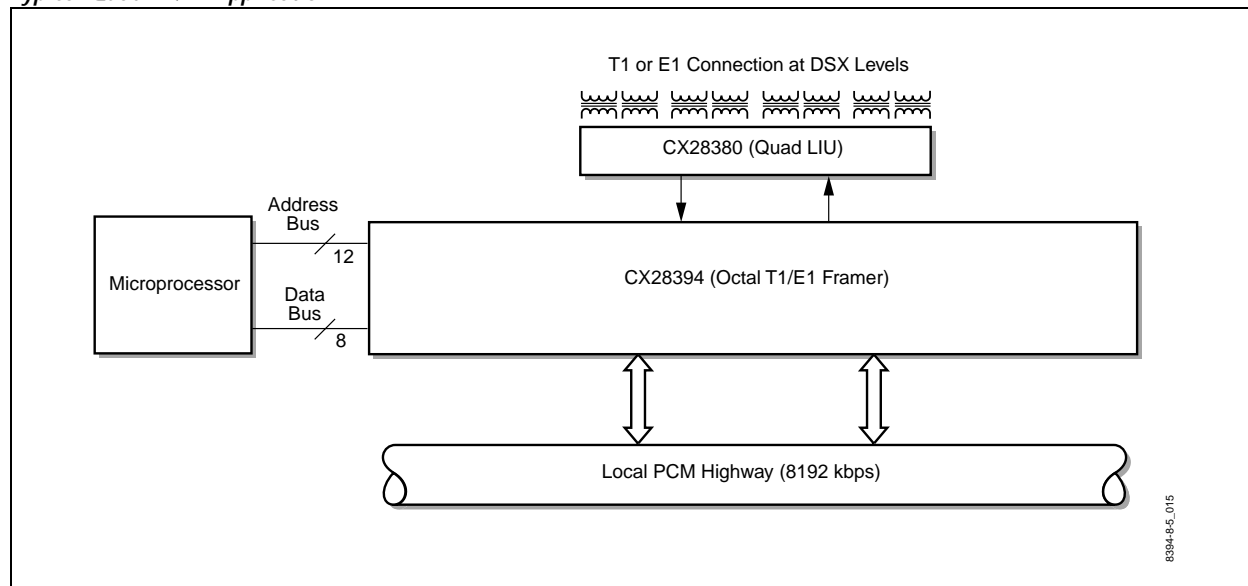 T1 or E1 Connection at DSX Levels
CX28380 (Quad LIU)
Address
Bus
12
Microprocessor
CX28394 (Octal T1/E1 Framer)
Data
Bus
8
Local PCM Highway (8192 kbps)
8394-8-5_015